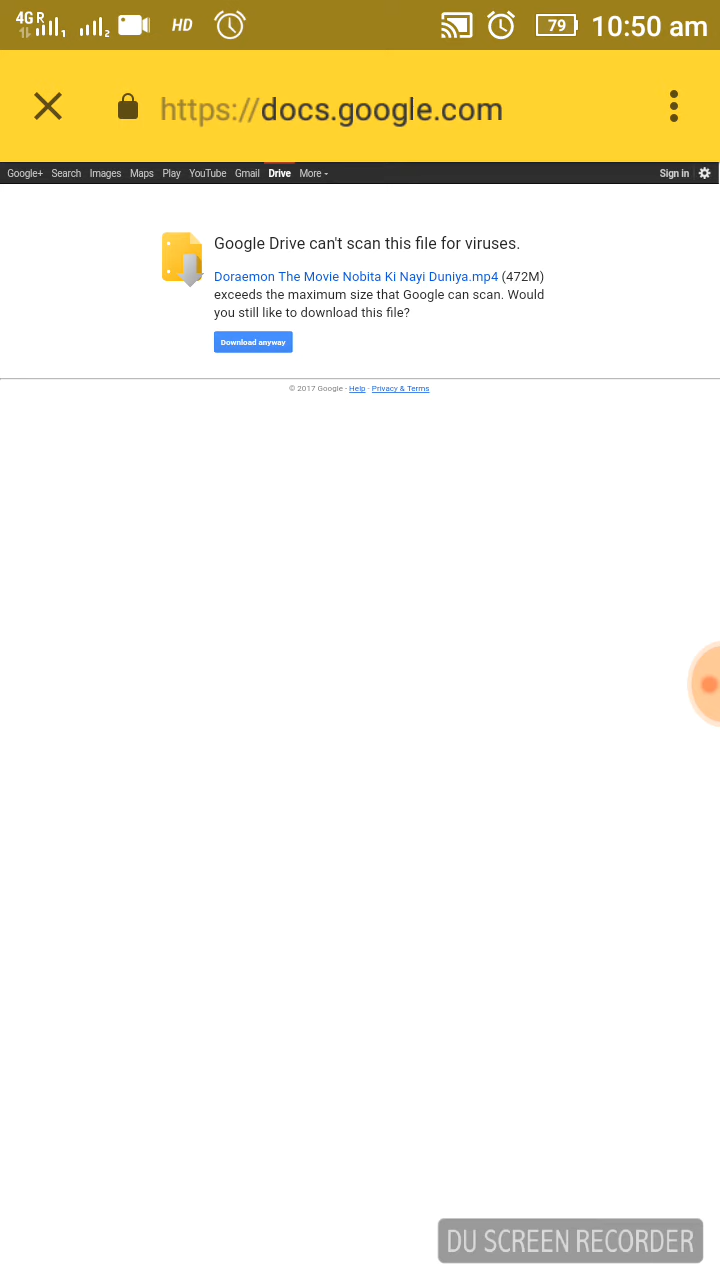 4G R 1 2 HD 79 10:50 am
https://docs.google.com
Google+ Search Images Maps Play YouTube Gmail Drive More Sign in
Google Drive can't scan this file for viruses.
Doraemon The Movie Nobita Ki Nayi Duniya.mp4 (472M)
exceeds the maximum size that Google can scan. Would
you still like to download this file?
Download anyway
© 2017 Google - Help - Privacy & Terms
DU SCREEN RECORDER